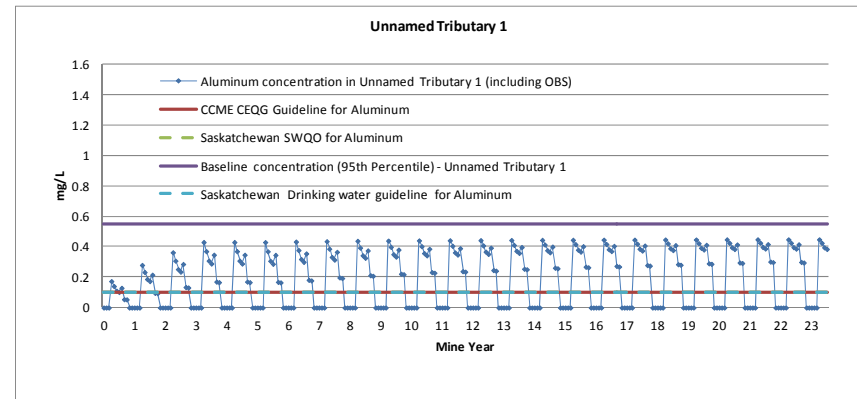 Unnamed Tributary 1
1.6
1.4
1.2
1
0.8
0.6
0.4
0.2
0
mg/L
Aluminum concentration in Unnamed Tributary 1 (including OBS)
CCME CEQG Guideline for Aluminum
Saskatchewan SWQO for Aluminum
Baseline concentration (95th Percentile) - Unnamed Tributary 1
Saskatchewan Drinking water guideline for Aluminum
0 1 2 3 4 5 6 7 8 9 10 11 12 13 14 15 16 17 18 19 20 21 22 23
Mine Year